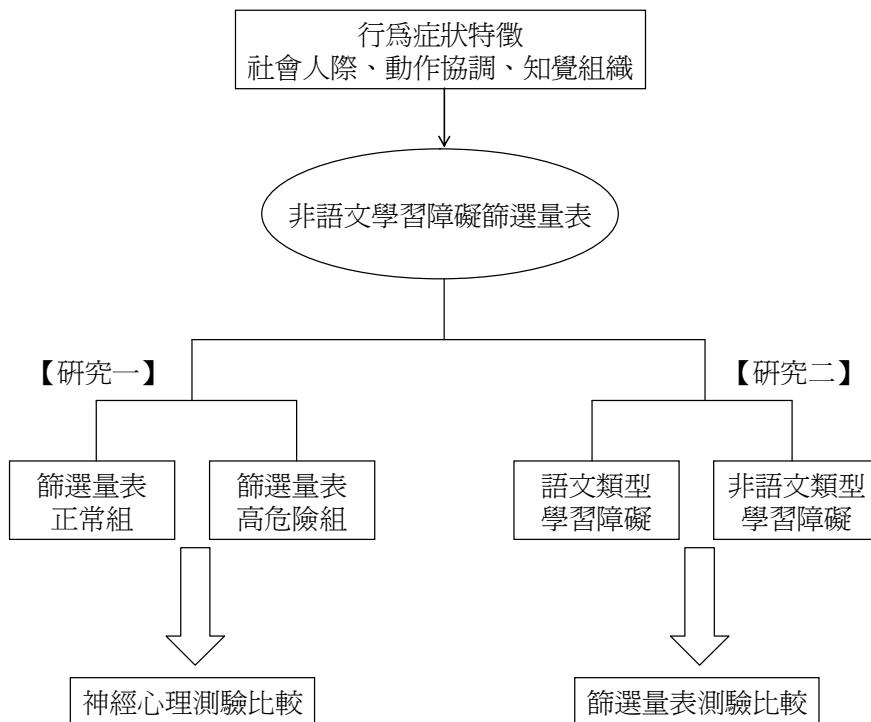 行為症狀特徵
社會人際、動作協調、知覺組織
非語文學習障礙篩選量表
【研究一】
【研究二】
篩選量表
正常組
篩選量表
高危險組
語文類型
學習障礙
非語文類型
學習障礙
神經心理測驗比較
篩選量表測驗比較